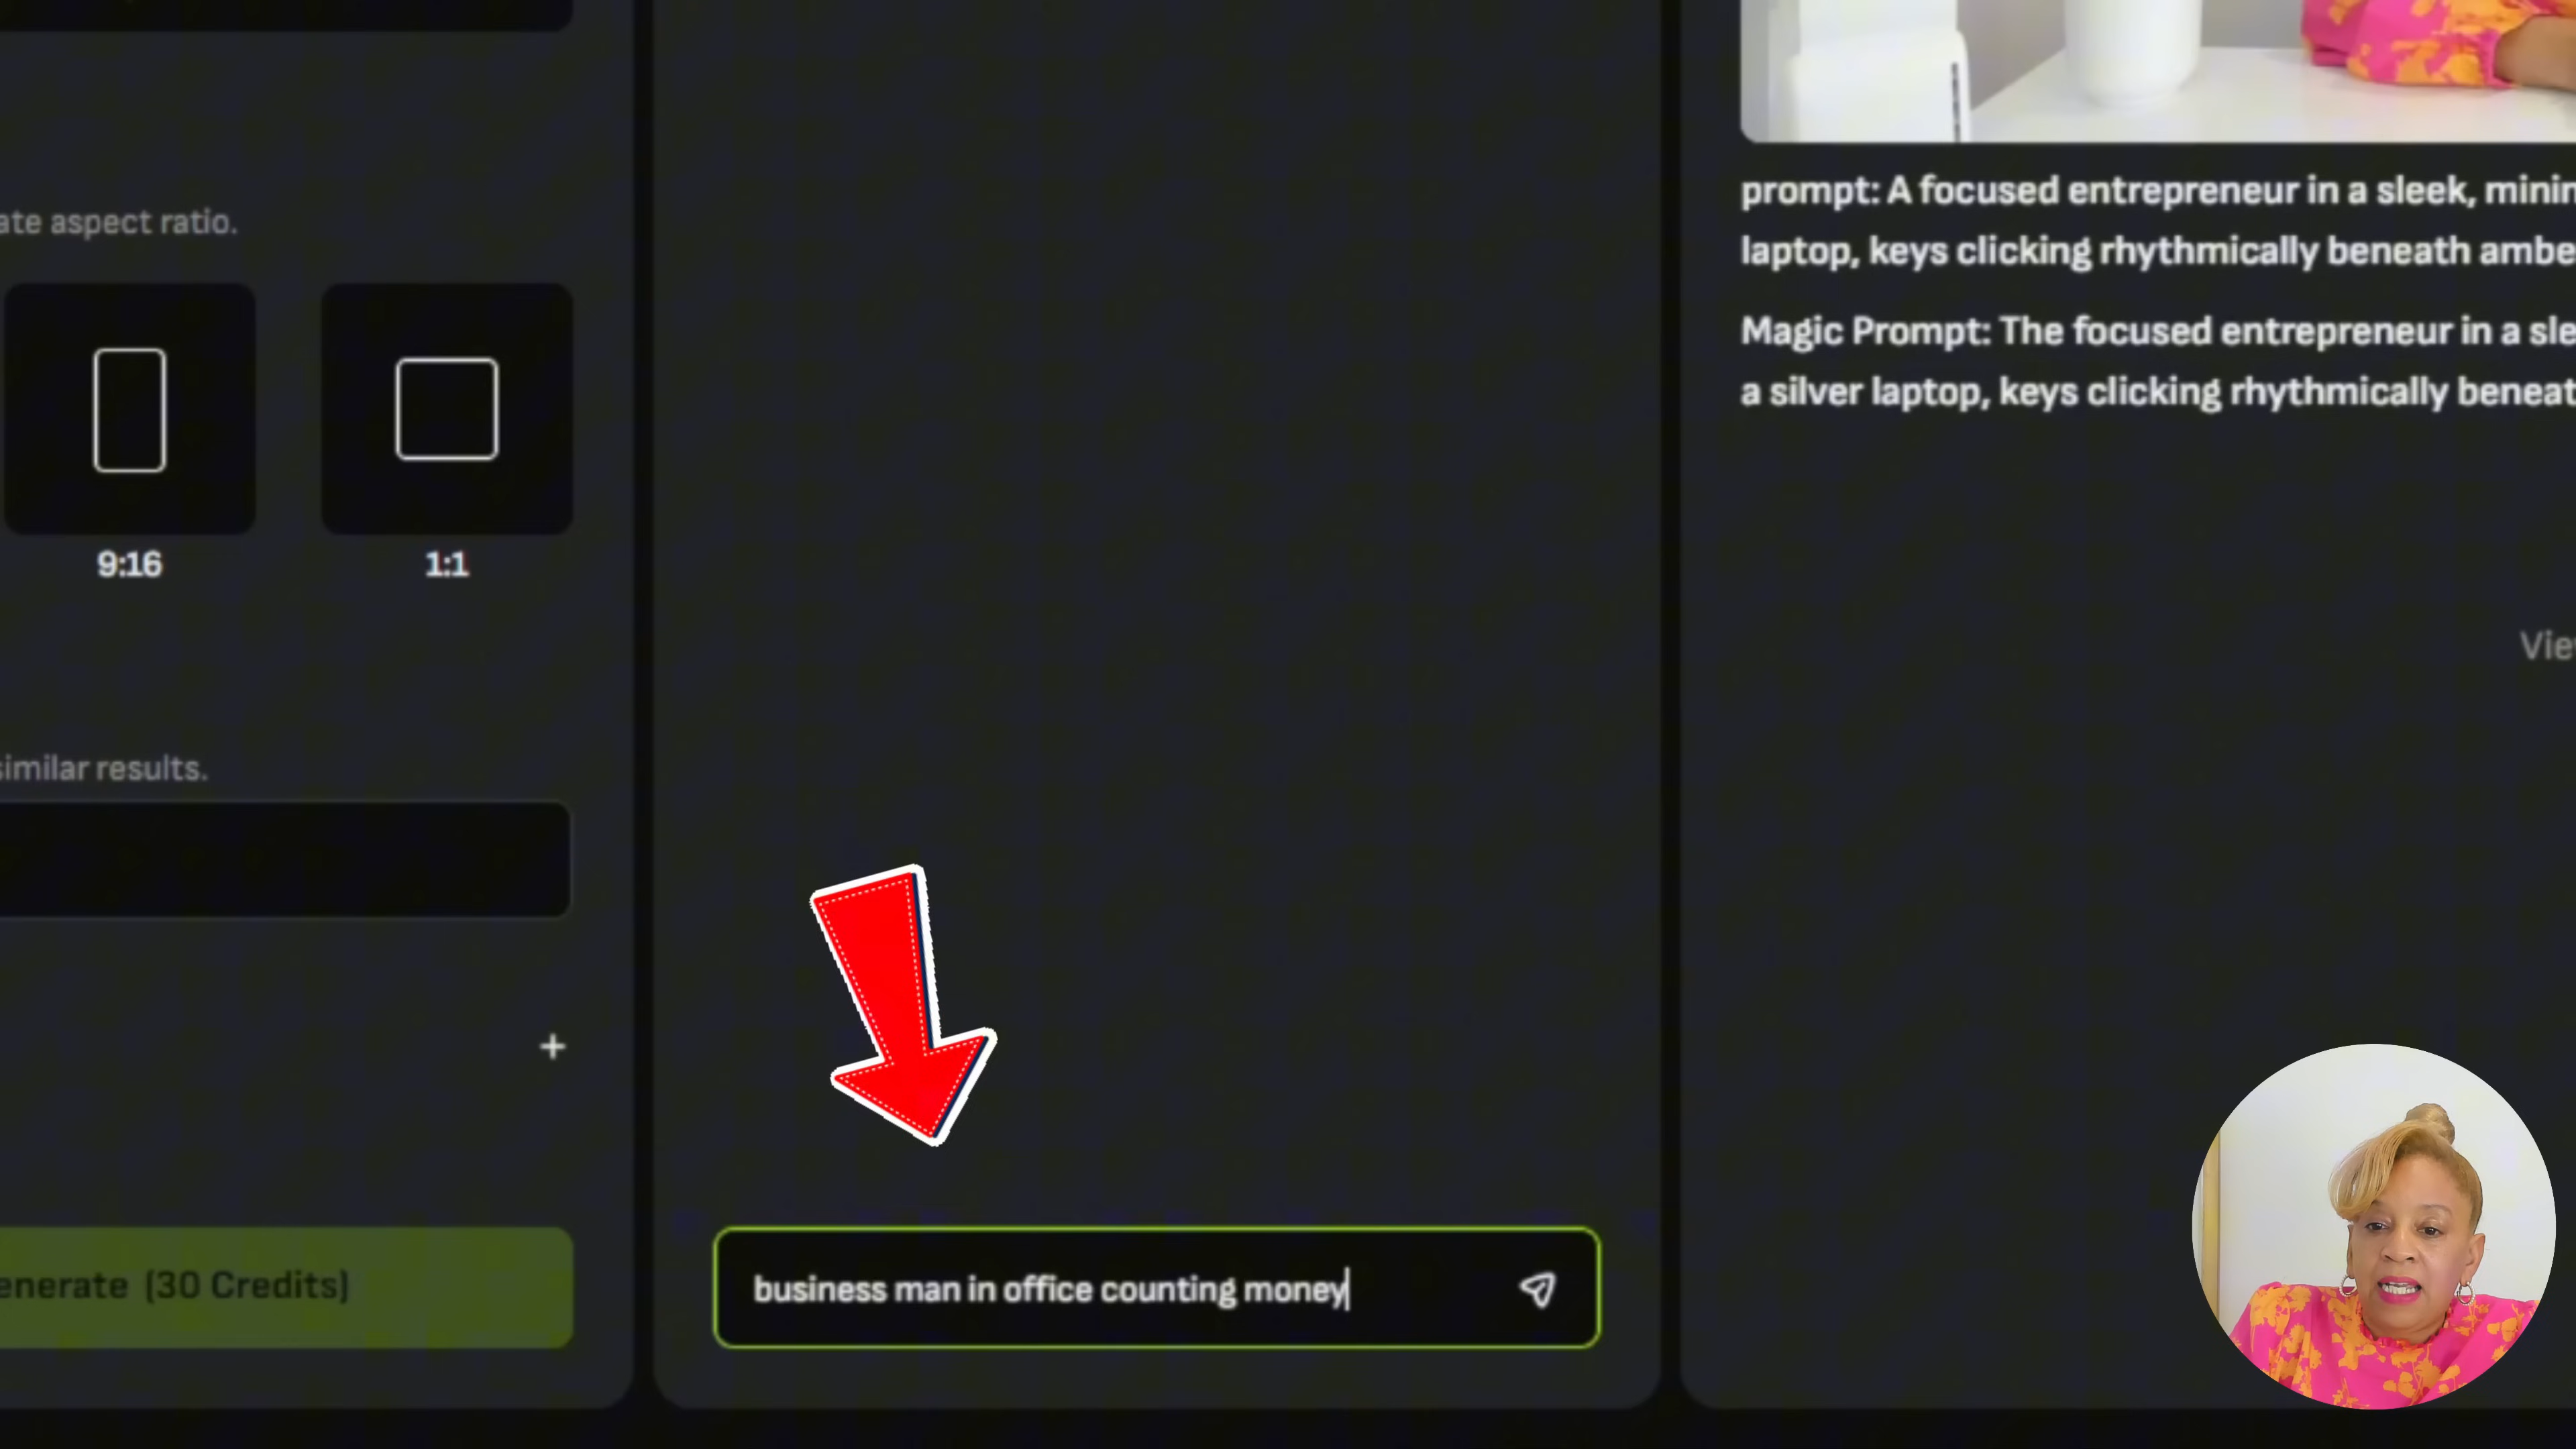 ate aspect ratio.
9:16
1:1
similar results.
+
enerate (30 Credits)
business man in office counting money
prompt: A focused entrepreneur in a sleek, minin
laptop, keys clicking rhythmically beneath ambe
Magic Prompt: The focused entrepreneur in a sle
a silver laptop, keys clicking rhythmically beneat
Vie